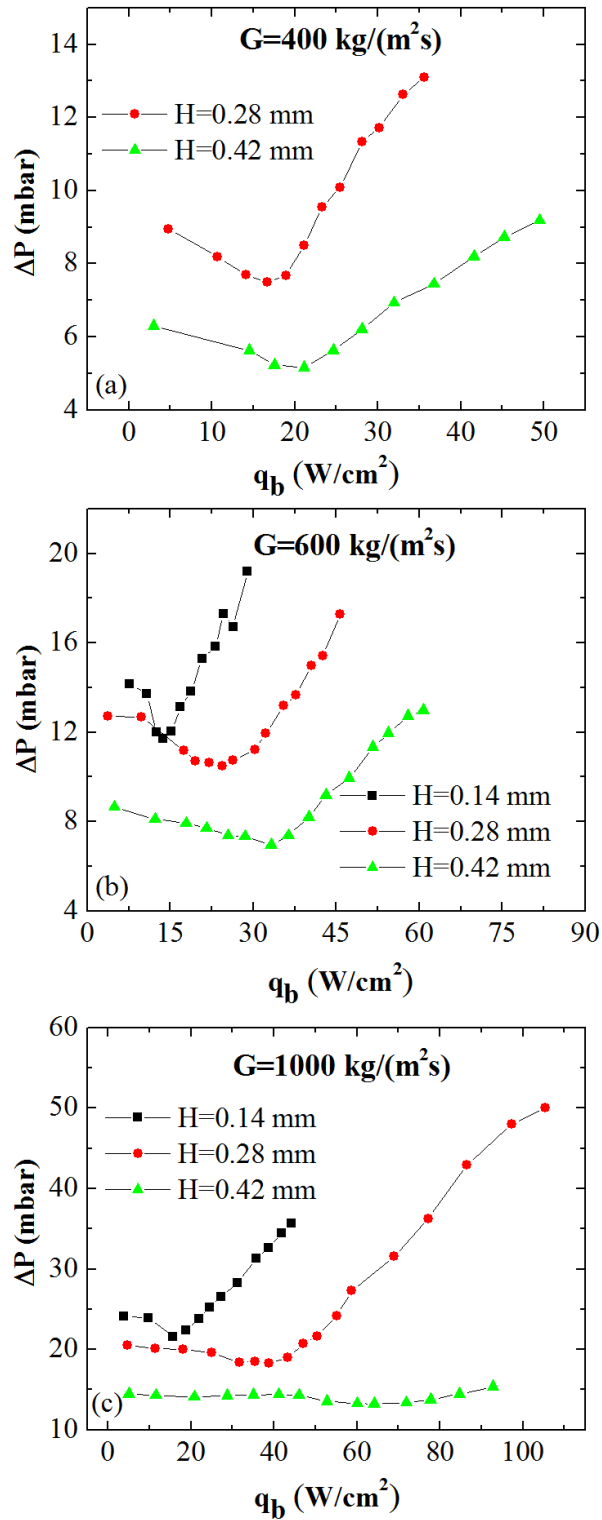 G=400 kg/(m²s)
H=0.28 mm
H=0.42 mm
14
12
10
8
6
4
ΔP (mbar)
(a)
0 10 20 30 40 50
q_b (W/cm²)
G=600 kg/(m²s)
20
16
12
8
4
ΔP (mbar)
H=0.14 mm
H=0.28 mm
H=0.42 mm
(b)
0 15 30 45 60 75 90
q_b (W/cm²)
G=1000 kg/(m²s)
H=0.14 mm
H=0.28 mm
H=0.42 mm
60
50
40
30
20
10
ΔP (mbar)
(c)
0 20 40 60 80 100
q_b (W/cm²)